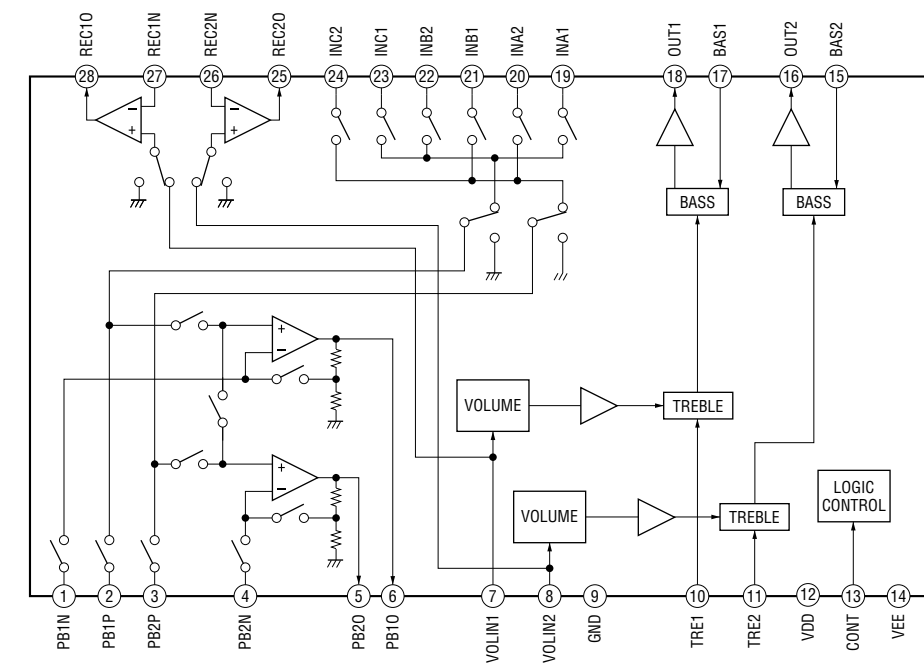 REC1O
REC1N
REC2N
REC2O
INC2
INC1
INB2
INB1
INA2
INA1
OUT1
BAS1
OUT2
BAS2
28
27
26
25
24
23
22
21
20
19
18
17
16
15
−
+
−
+
BASS
BASS
+
−
VOLUME
TREBLE
+
−
VOLUME
TREBLE
LOGIC
CONTROL
1
2
3
4
5
6
7
8
9
10
11
12
13
14
PB1N
PB1P
PB2P
PB2N
PB2O
PB1O
VOLIN1
VOLIN2
GND
TRE1
TRE2
VDD
CONT
VEE